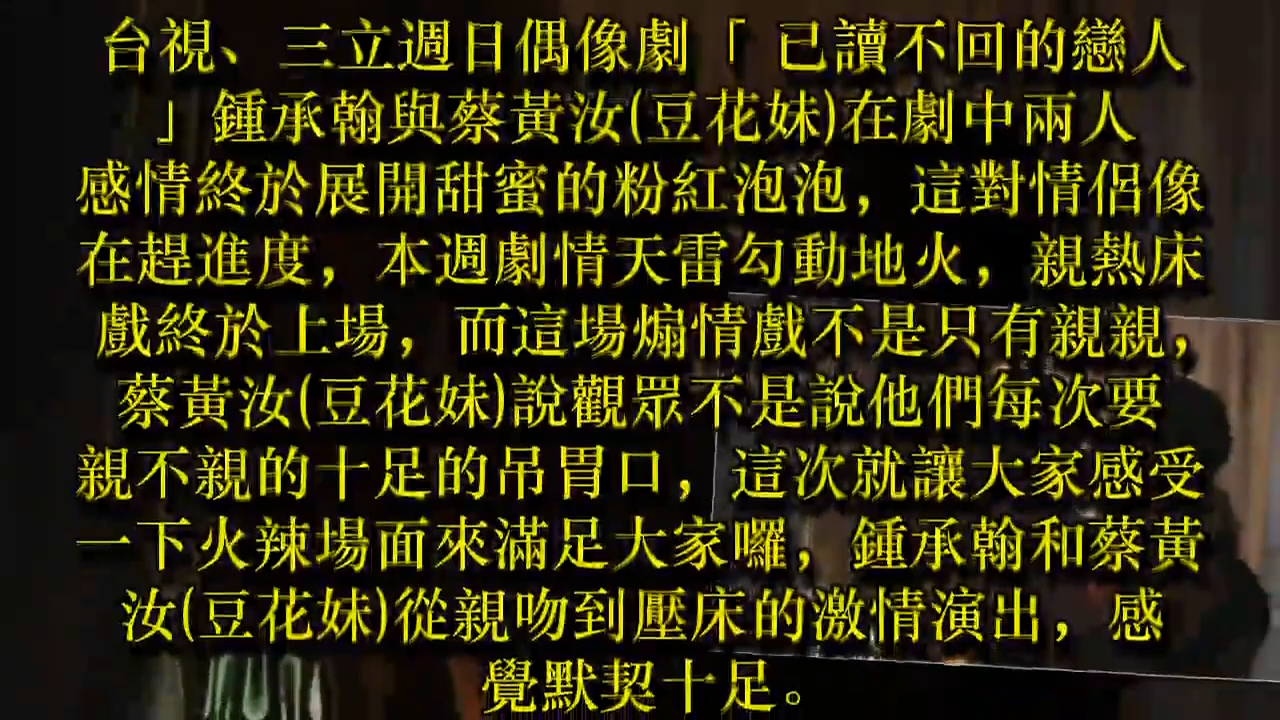 台視、三立週日偶像劇「 已讀不回的戀人
」鍾承翰與蔡黃汝(豆花妹)在劇中兩人
感情終於展開甜蜜的粉紅泡泡，這對情侶像
在趕進度，本週劇情天雷勾動地火，親熱床
戲終於上場，而這場煽情戲不是只有親親，
蔡黃汝(豆花妹)說觀眾不是說他們每次要
親不親的十足的吊胃口，這次就讓大家感受
一下火辣場面來滿足大家囉，鍾承翰和蔡黃
汝(豆花妹)從親吻到壓床的激情演出，感
覺默契十足。